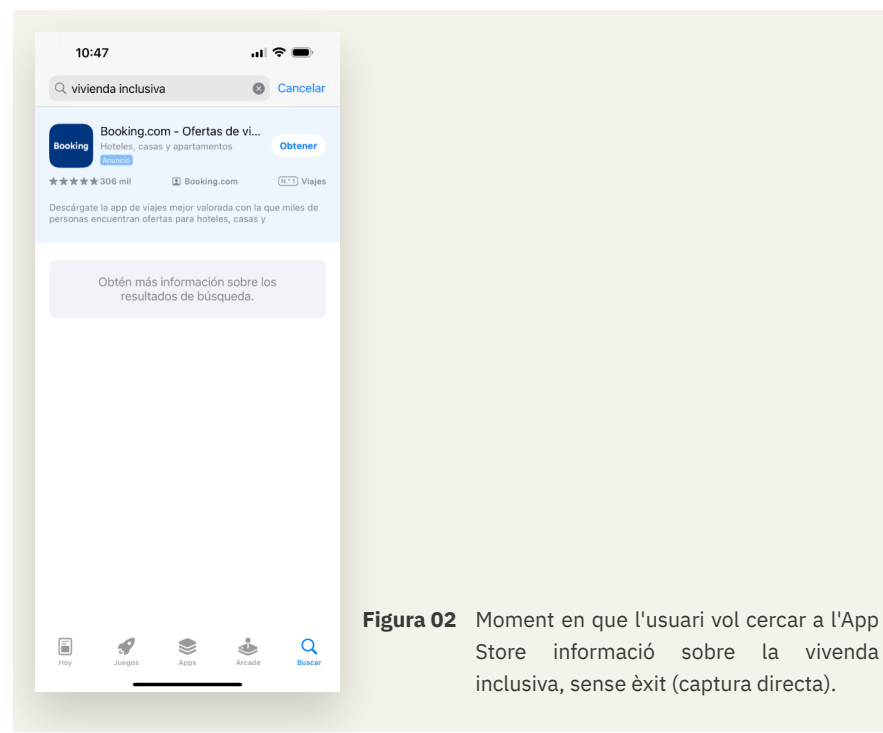 10:47
vivienda inclusiva
Cancelar
Booking.com - Ofertas de vi...
Booking
Hoteles, casas y apartamentos
Obtener
Anuncio
306 mil
Booking.com
N.º 1 Viajes
Descárgate la app de viajes mejor valorada con la que miles de
personas encuentran ofertas para hoteles, casas y
Obtén más información sobre los
resultados de búsqueda.
Hoy
Juegos
Apps
Arcade
Buscar
Figura 02 Moment en que l'usuari vol cercar a l'App
Store informació sobre la vivenda
inclusiva, sense èxit (captura directa).